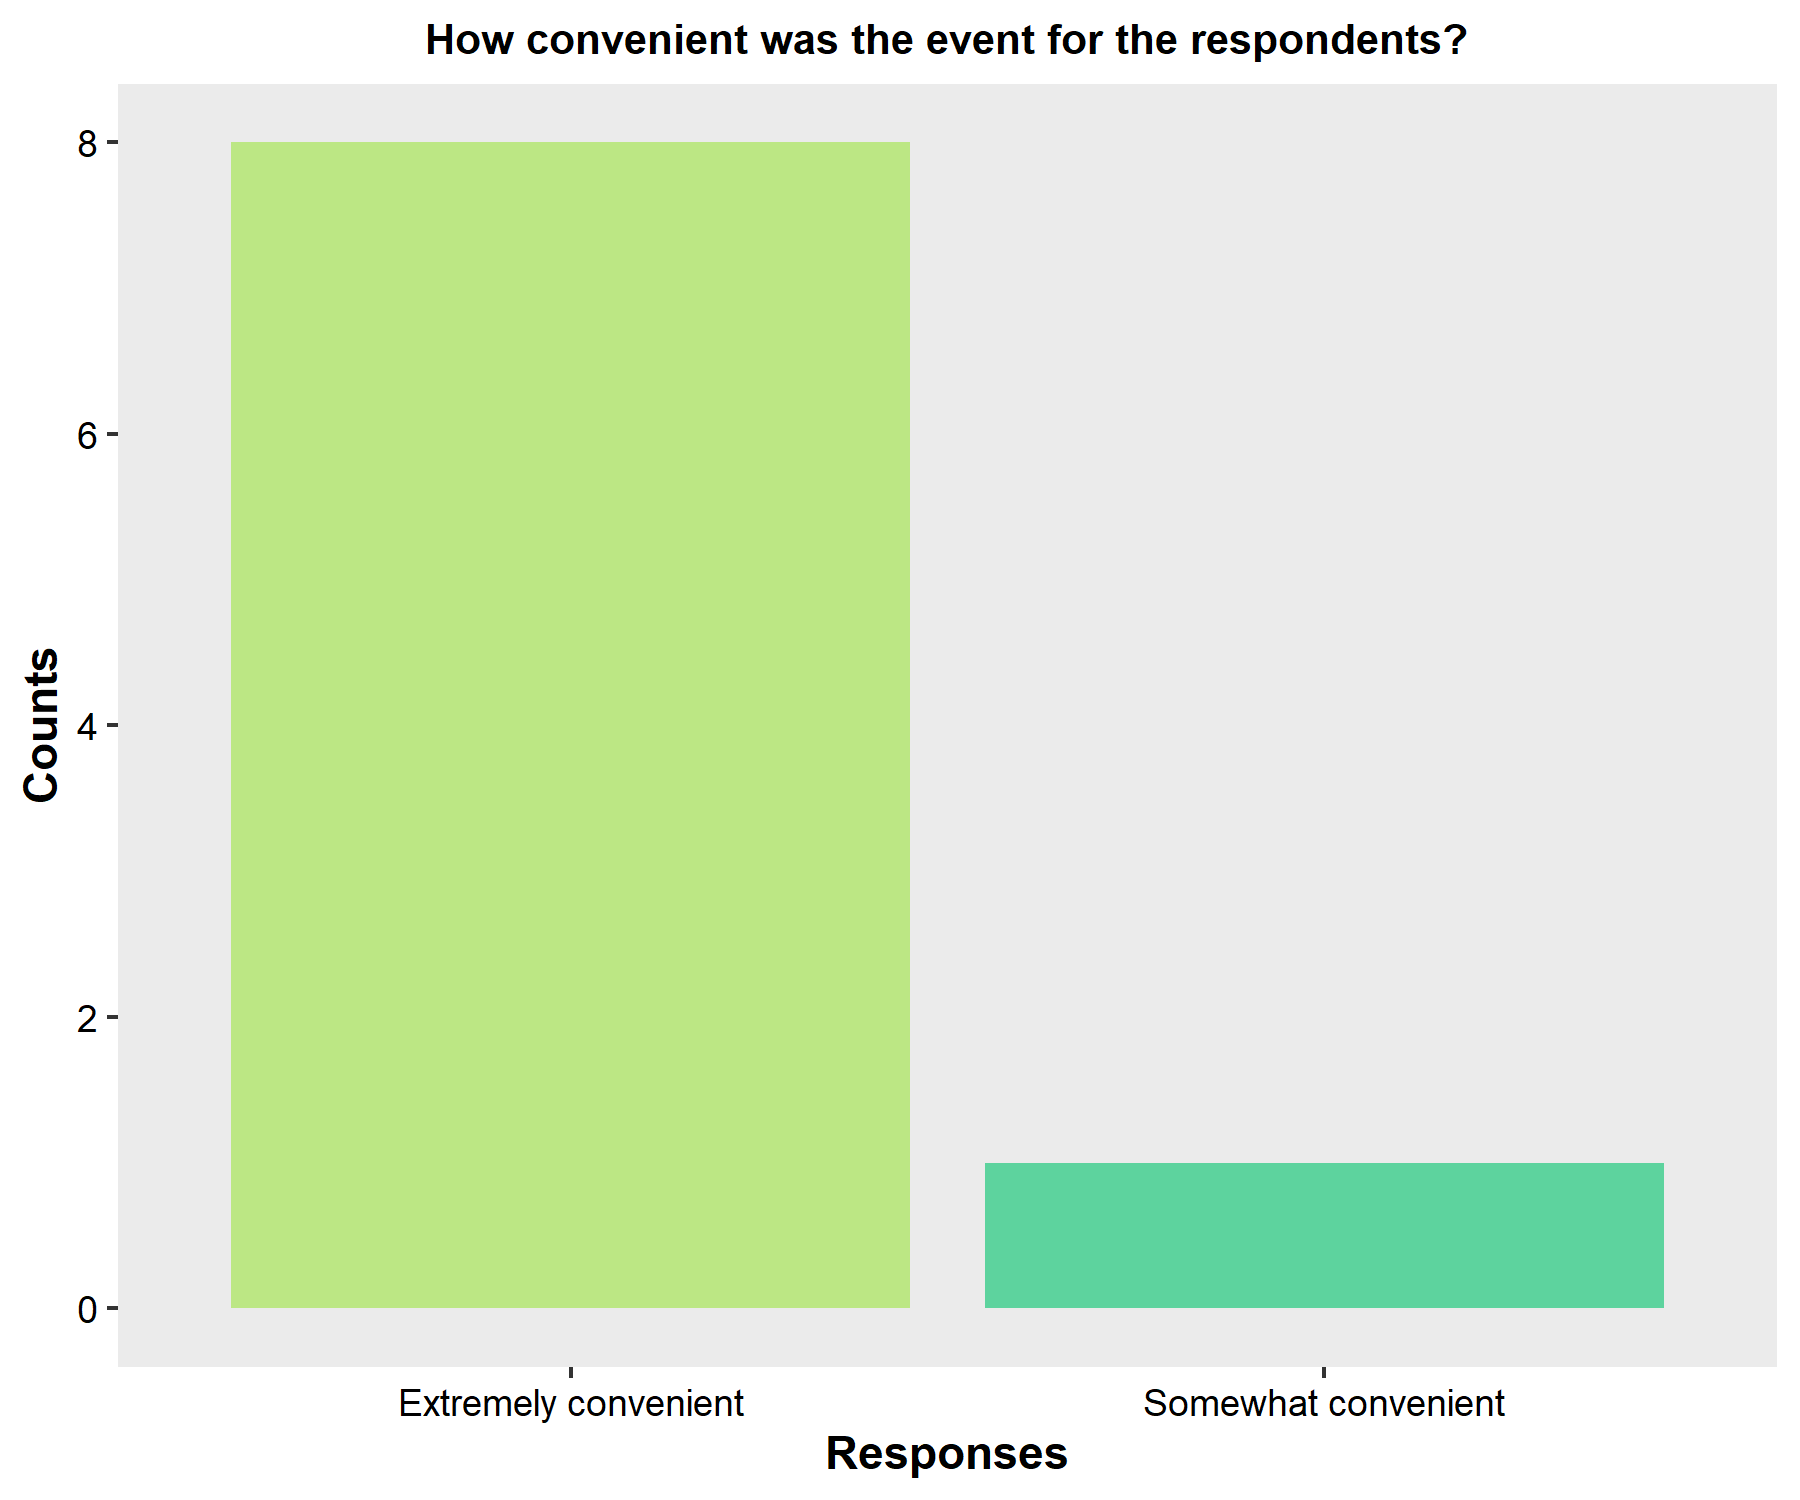 How convenient was the event for the respondents?
8
6
4
2
0
Counts
Extremely convenient
Somewhat convenient
Responses